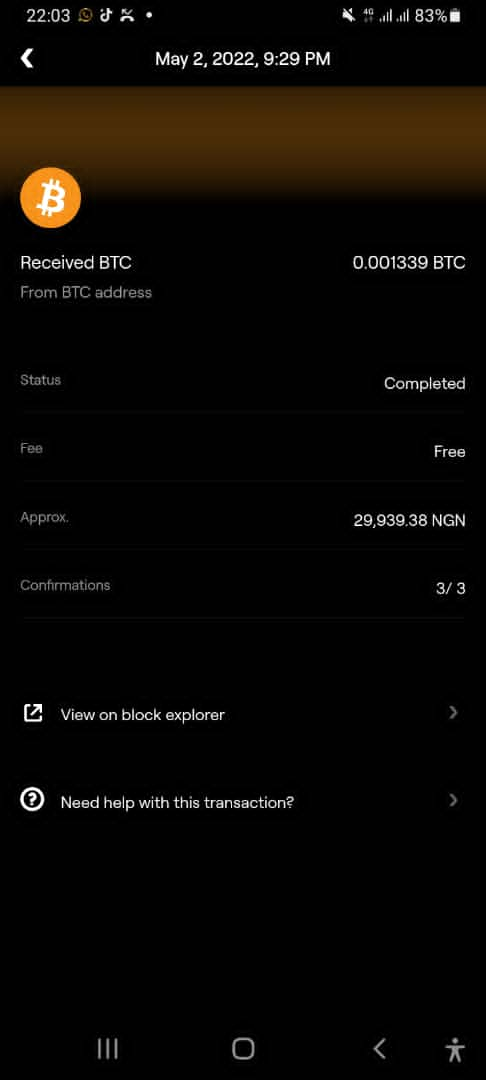 22:03 4G 83%
May 2, 2022, 9:29 PM
Received BTC 0.001339 BTC
From BTC address
Status Completed
Fee Free
Approx. 29,939.38 NGN
Confirmations 3/ 3
View on block explorer
Need help with this transaction?